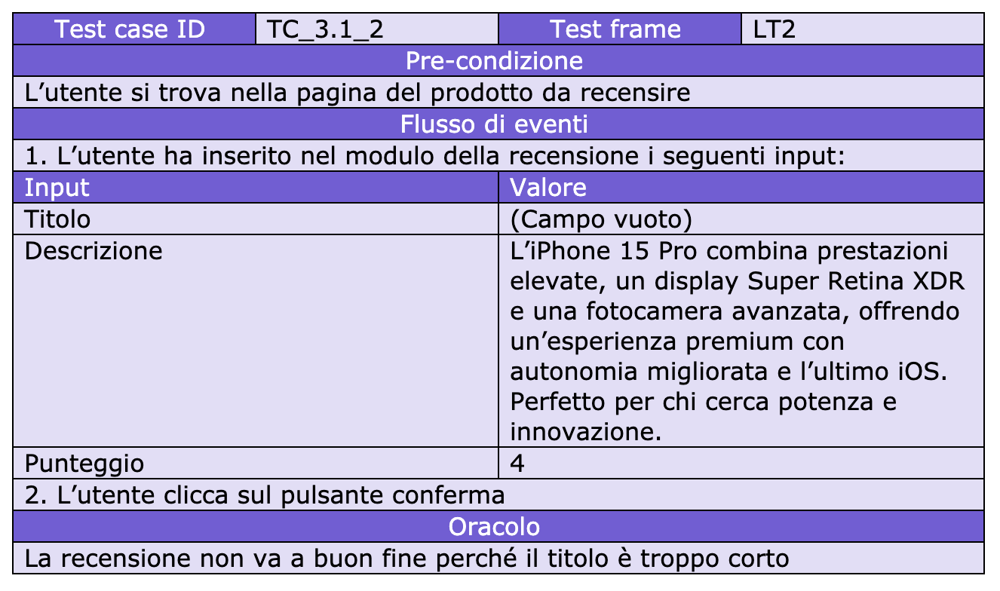 Test case ID TC_3.1_2 Test frame LT2
Pre-condizione
L’utente si trova nella pagina del prodotto da recensire
Flusso di eventi
1. L’utente ha inserito nel modulo della recensione i seguenti input:
Input Valore
Titolo (Campo vuoto)
Descrizione L’iPhone 15 Pro combina prestazioni
elevate, un display Super Retina XDR
e una fotocamera avanzata, offrendo
un’esperienza premium con
autonomia migliorata e l’ultimo iOS.
Perfetto per chi cerca potenza e
innovazione.
Punteggio 4
2. L’utente clicca sul pulsante conferma
Oracolo
La recensione non va a buon fine perché il titolo è troppo corto